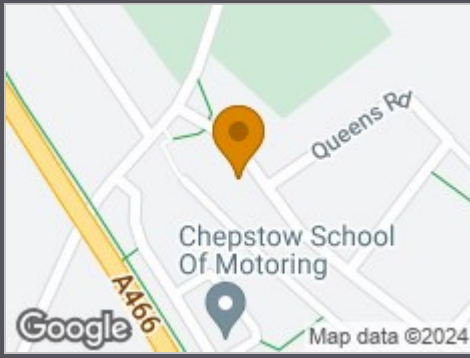 Queens Rd
Chepstow School
Of Motoring
A466
Google
Map data ©2024